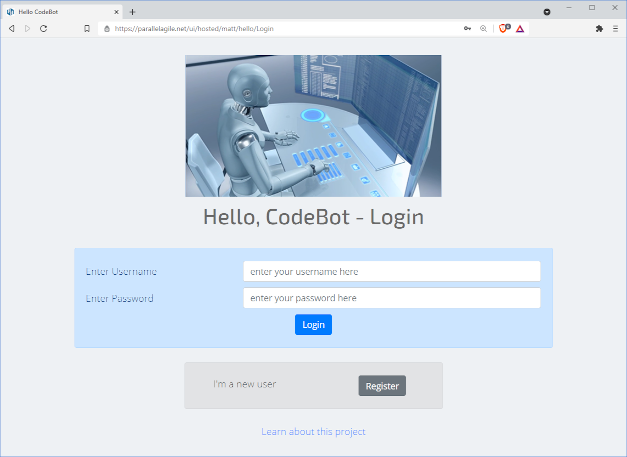 Hello CodeBot
https://parallelagile.net/ui/hosted/matt/hello/Login
Hello, CodeBot - Login
Enter Username
enter your username here
Enter Password
enter your password here
Login
I'm a new user
Register
Learn about this project